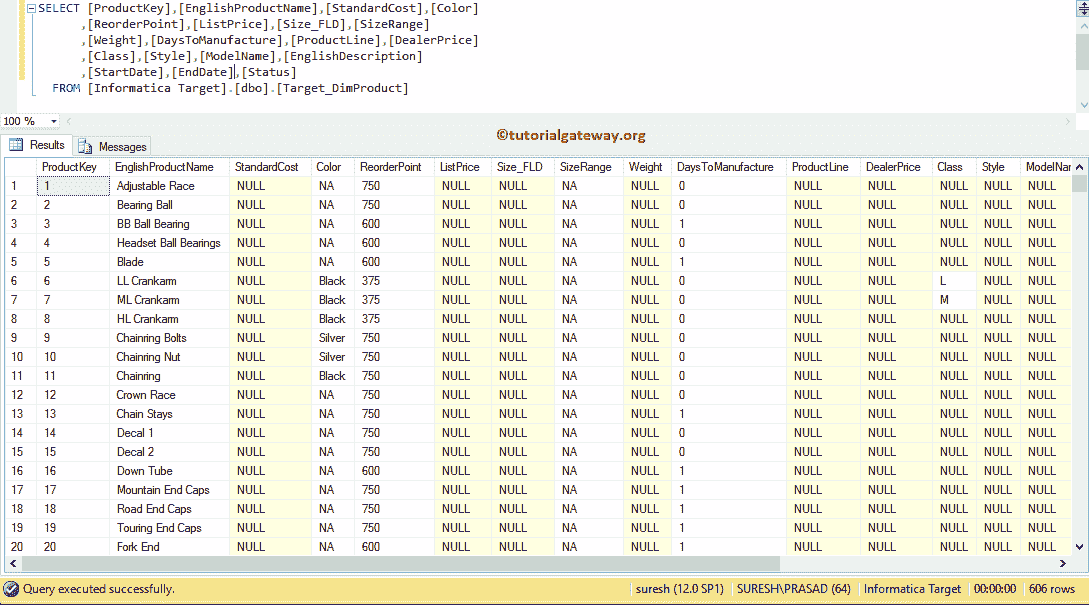 SELECT [ProductKey],[EnglishProductName],[StandardCost],[Color]
,[ReorderPoint],[ListPrice],[Size_FLD],[SizeRange]
,[Weight],[DaysToManufacture],[ProductLine],[DealerPrice]
,[Class],[Style],[ModelName],[EnglishDescription]
,[StartDate],[EndDate],[Status]
FROM [Informatica Target].[dbo].[Target_DimProduct]
100 %
©tutorialgateway.org
Results Messages
ProductKey EnglishProductName StandardCost Color ReorderPoint ListPrice Size_FLD SizeRange Weight DaysToManufacture ProductLine DealerPrice Class Style ModelNar
1 1 Adjustable Race NULL NA 750 NULL NULL NA NULL 0 NULL NULL NULL NULL NULL
2 2 Bearing Ball NULL NA 750 NULL NULL NA NULL 0 NULL NULL NULL NULL NULL
3 3 BB Ball Bearing NULL NA 600 NULL NULL NA NULL 1 NULL NULL NULL NULL NULL
4 4 Headset Ball Bearings NULL NA 600 NULL NULL NA NULL 0 NULL NULL NULL NULL NULL
5 5 Blade NULL NA 600 NULL NULL NA NULL 1 NULL NULL NULL NULL NULL
6 6 LL Crankarm NULL Black 375 NULL NULL NA NULL 0 NULL NULL L NULL NULL
7 7 ML Crankarm NULL Black 375 NULL NULL NA NULL 0 NULL NULL M NULL NULL
8 8 HL Crankarm NULL Black 375 NULL NULL NA NULL 0 NULL NULL NULL NULL NULL
9 9 Chainring Bolts NULL Silver 750 NULL NULL NA NULL 0 NULL NULL NULL NULL NULL
10 10 Chainring Nut NULL Silver 750 NULL NULL NA NULL 0 NULL NULL NULL NULL NULL
11 11 Chainring NULL Black 750 NULL NULL NA NULL 0 NULL NULL NULL NULL NULL
12 12 Crown Race NULL NA 750 NULL NULL NA NULL 0 NULL NULL NULL NULL NULL
13 13 Chain Stays NULL NA 750 NULL NULL NA NULL 1 NULL NULL NULL NULL NULL
14 14 Decal 1 NULL NA 750 NULL NULL NA NULL 0 NULL NULL NULL NULL NULL
15 15 Decal 2 NULL NA 750 NULL NULL NA NULL 0 NULL NULL NULL NULL NULL
16 16 Down Tube NULL NA 600 NULL NULL NA NULL 1 NULL NULL NULL NULL NULL
17 17 Mountain End Caps NULL NA 750 NULL NULL NA NULL 1 NULL NULL NULL NULL NULL
18 18 Road End Caps NULL NA 750 NULL NULL NA NULL 1 NULL NULL NULL NULL NULL
19 19 Touring End Caps NULL NA 750 NULL NULL NA NULL 1 NULL NULL NULL NULL NULL
20 20 Fork End NULL NA 600 NULL NULL NA NULL 1 NULL NULL NULL NULL NULL
Query executed successfully. suresh (12.0 SP1) SURESH\PRASAD (64) Informatica Target 00:00:00 606 rows